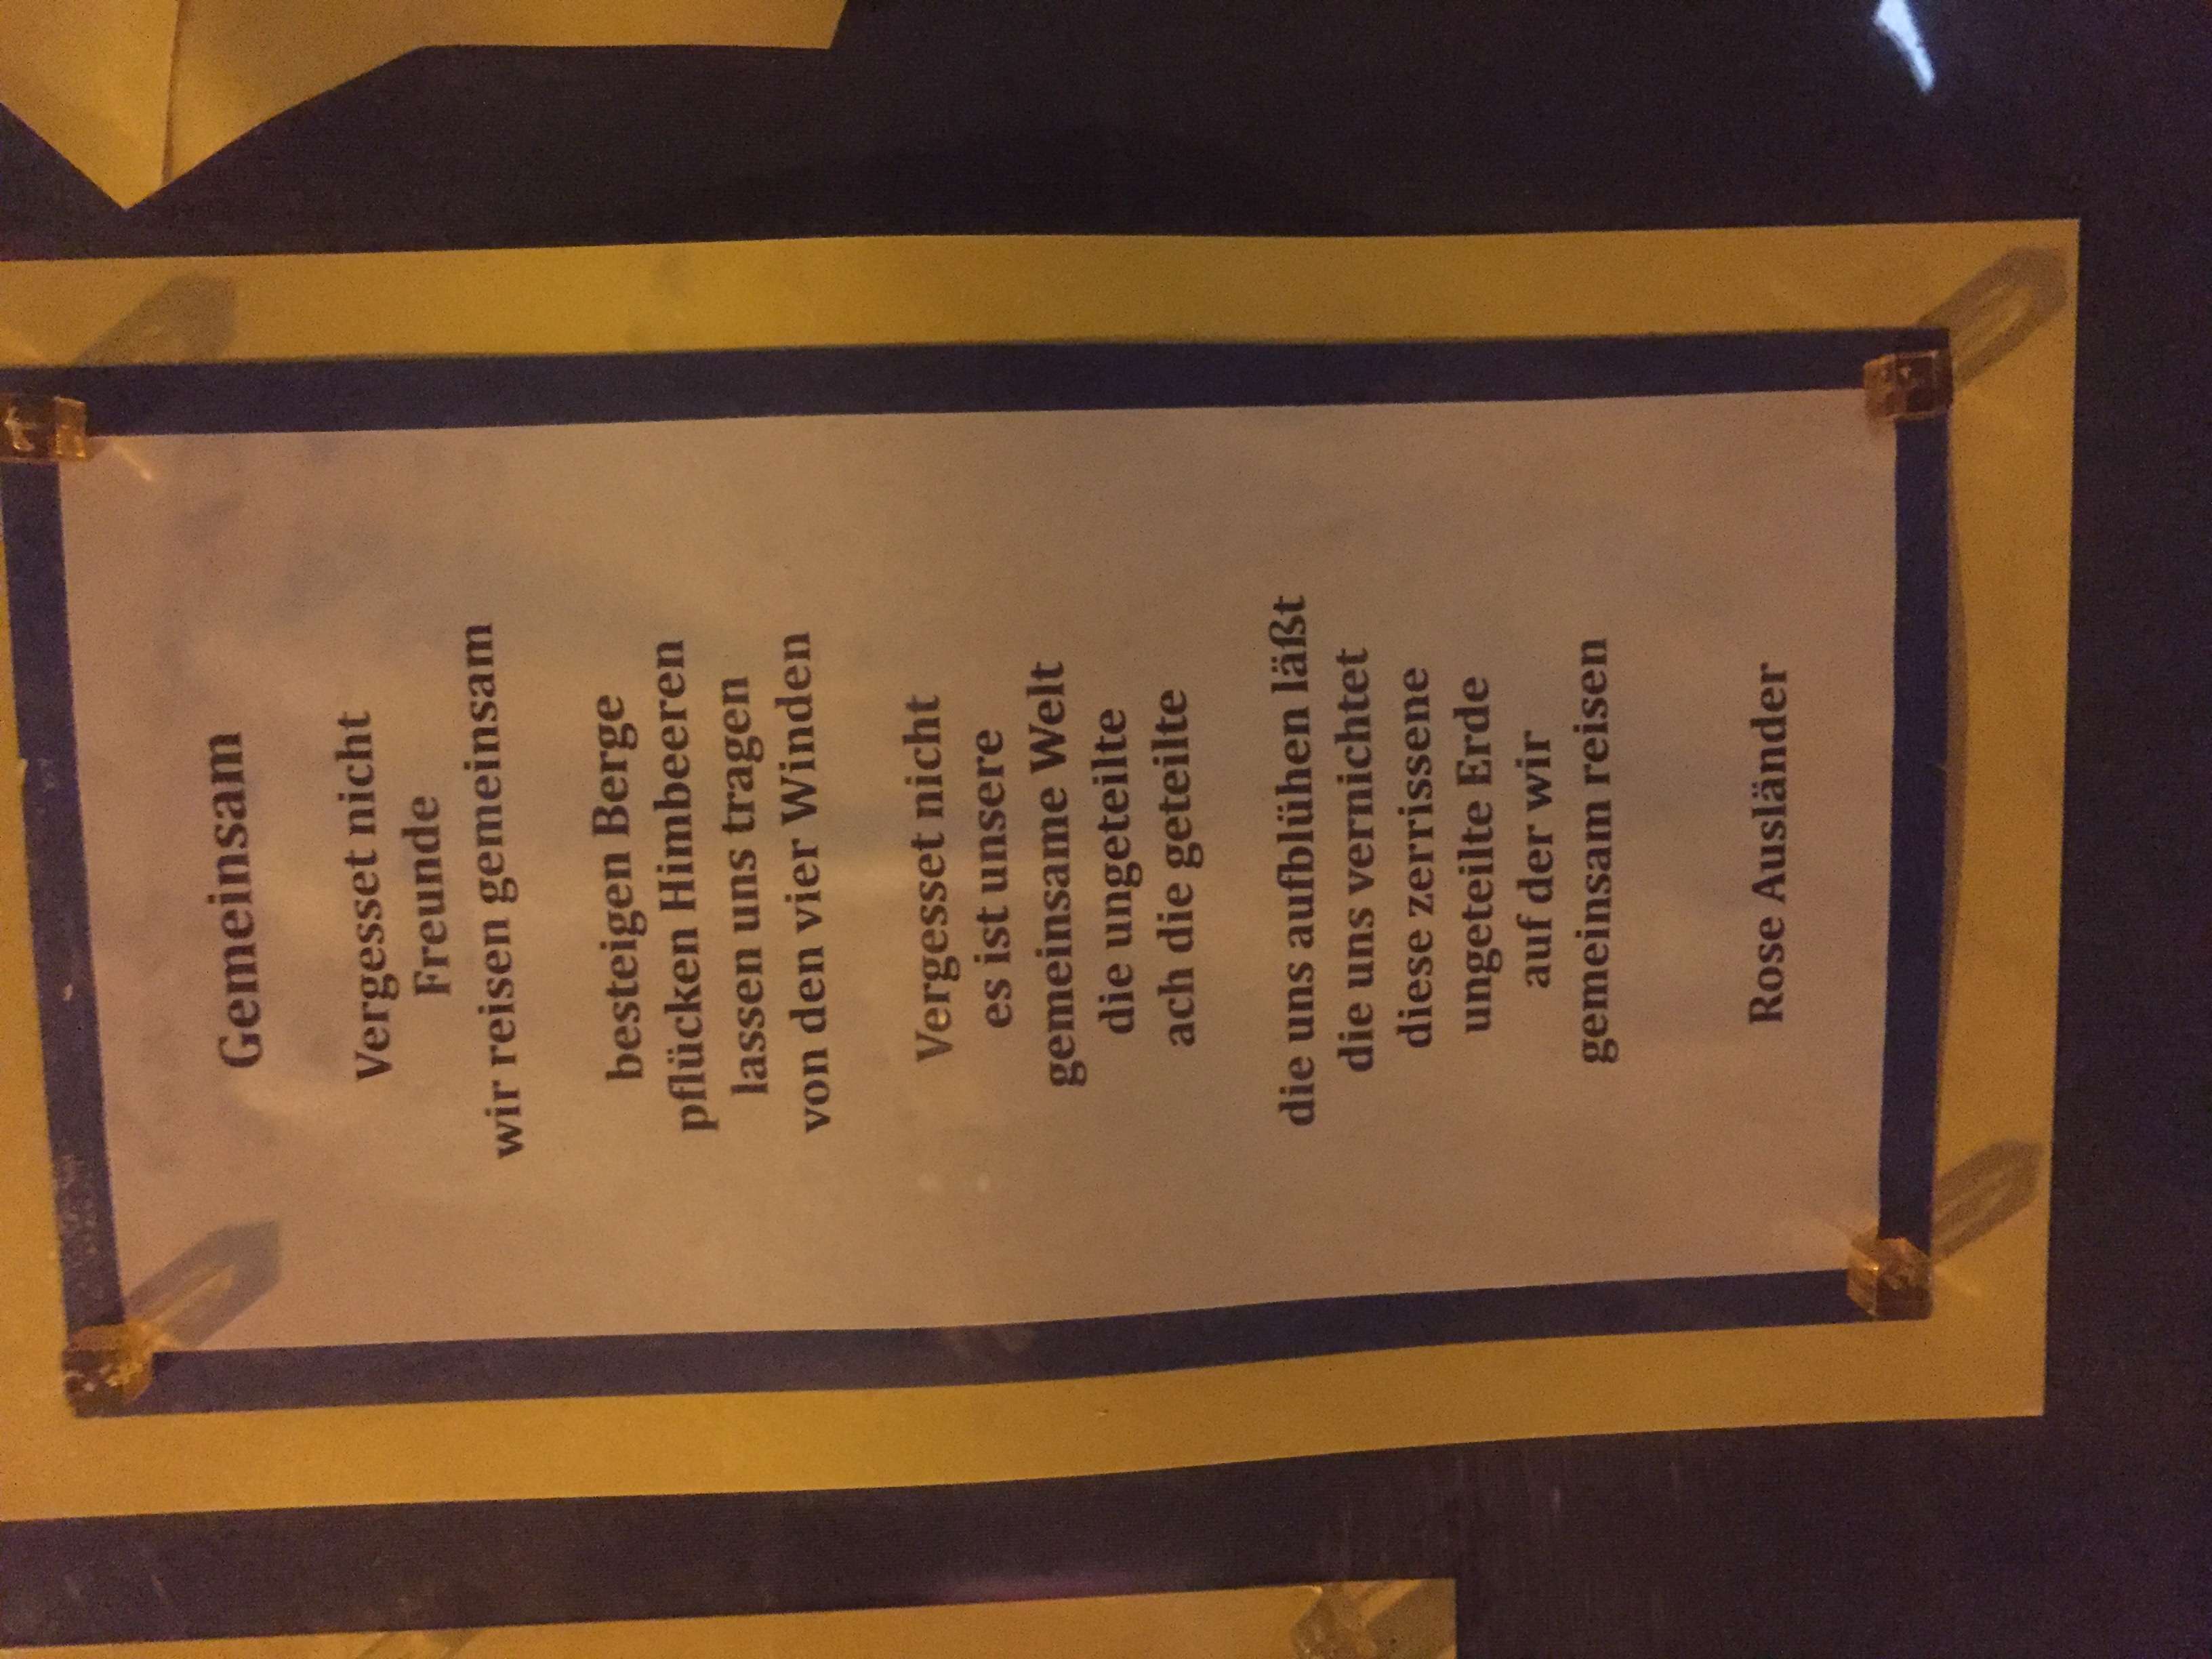 Gemeinsam
Vergesset nicht
Freunde
wir reisen gemeinsam
besteigen Berge
pflücken Himbeeren
lassen uns tragen
von den vier Winden
Vergesset nicht
es ist unsere
gemeinsame Welt
die ungeteilte
ach die geteilte
die uns aufblühen läßt
die uns vernichtet
diese zerrissene
ungeteilte Erde
auf der wir
gemeinsam reisen
Rose Ausländer